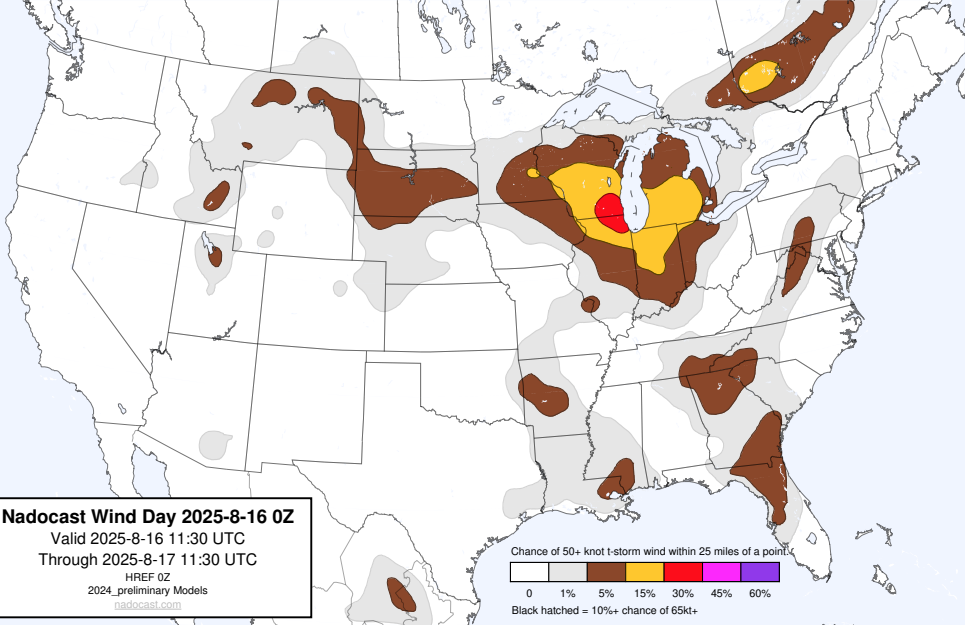 Nadocast Wind Day 2025-8-16 0Z
Valid 2025-8-16 11:30 UTC
Through 2025-8-17 11:30 UTC
HREF 0Z
2024_preliminary Models
nadocast.com
Chance of 50+ knot t-storm wind within 25 miles of a point.
0 1% 5% 15% 30% 45% 60%
Black hatched = 10%+ chance of 65kt+